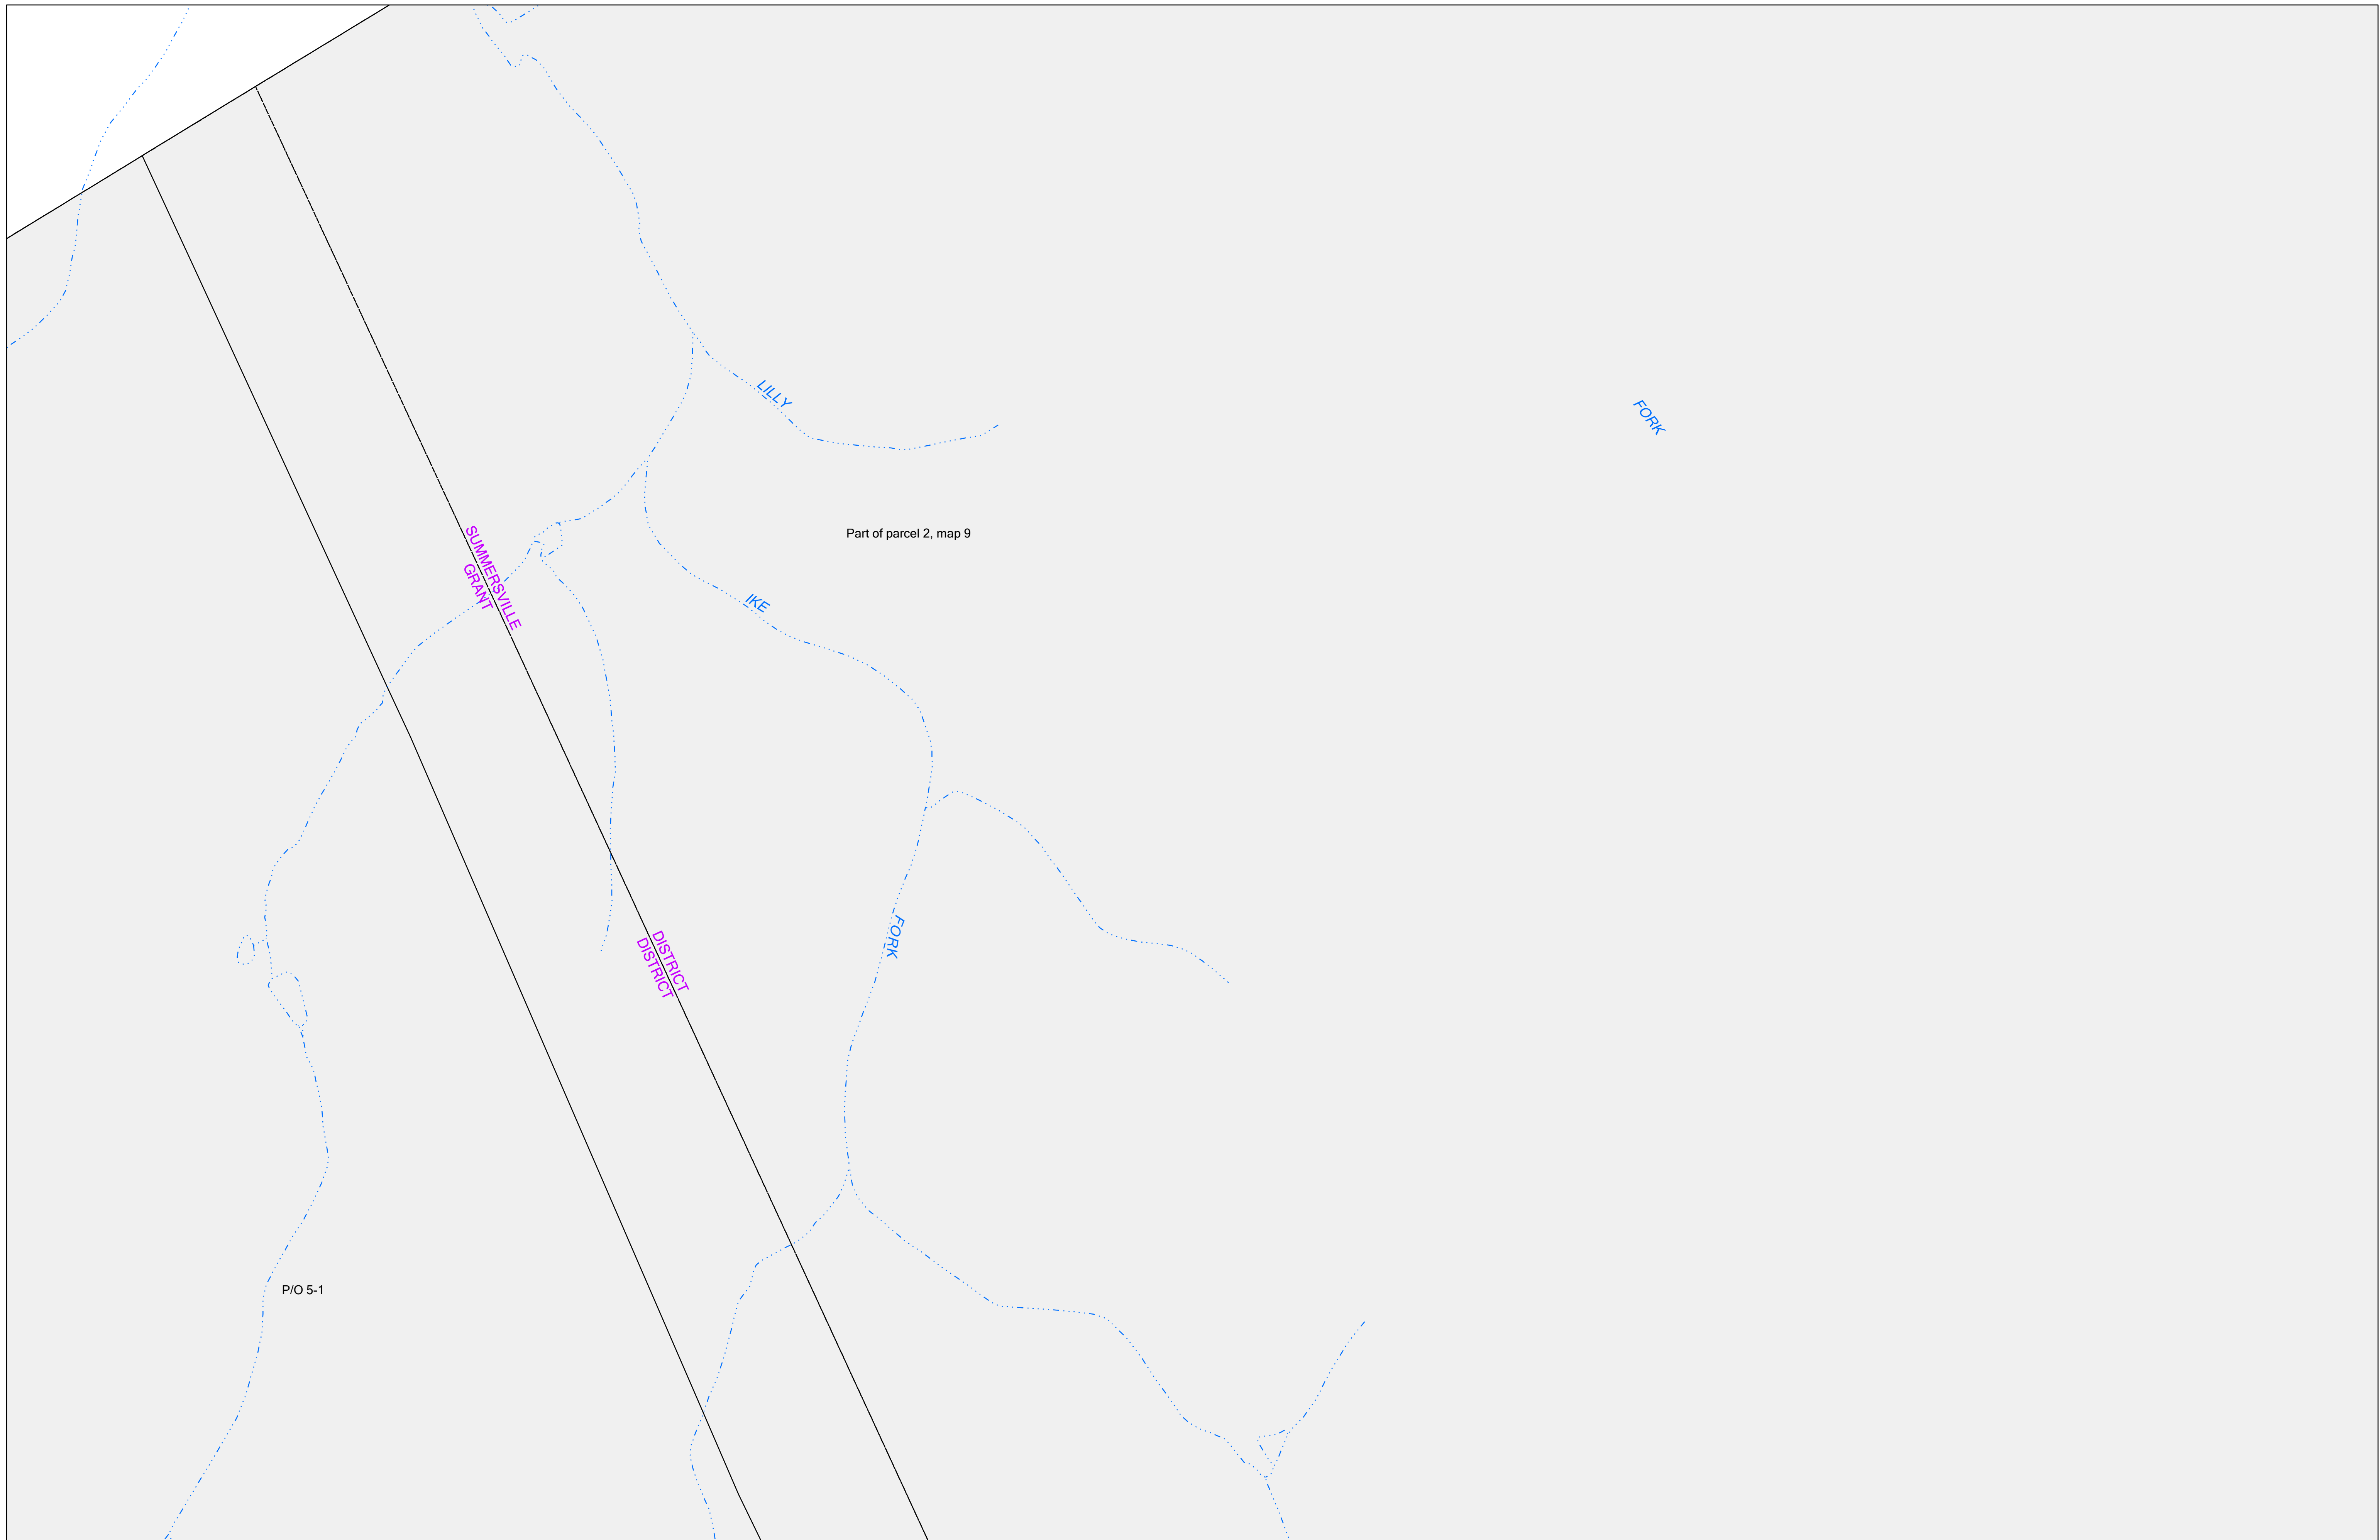 LILLY
FORK
Part of parcel 2, map 9
SUMMERSVILLE
GRANT
IKE
FORK
DISTRICT
DISTRICT
P/O 5-1